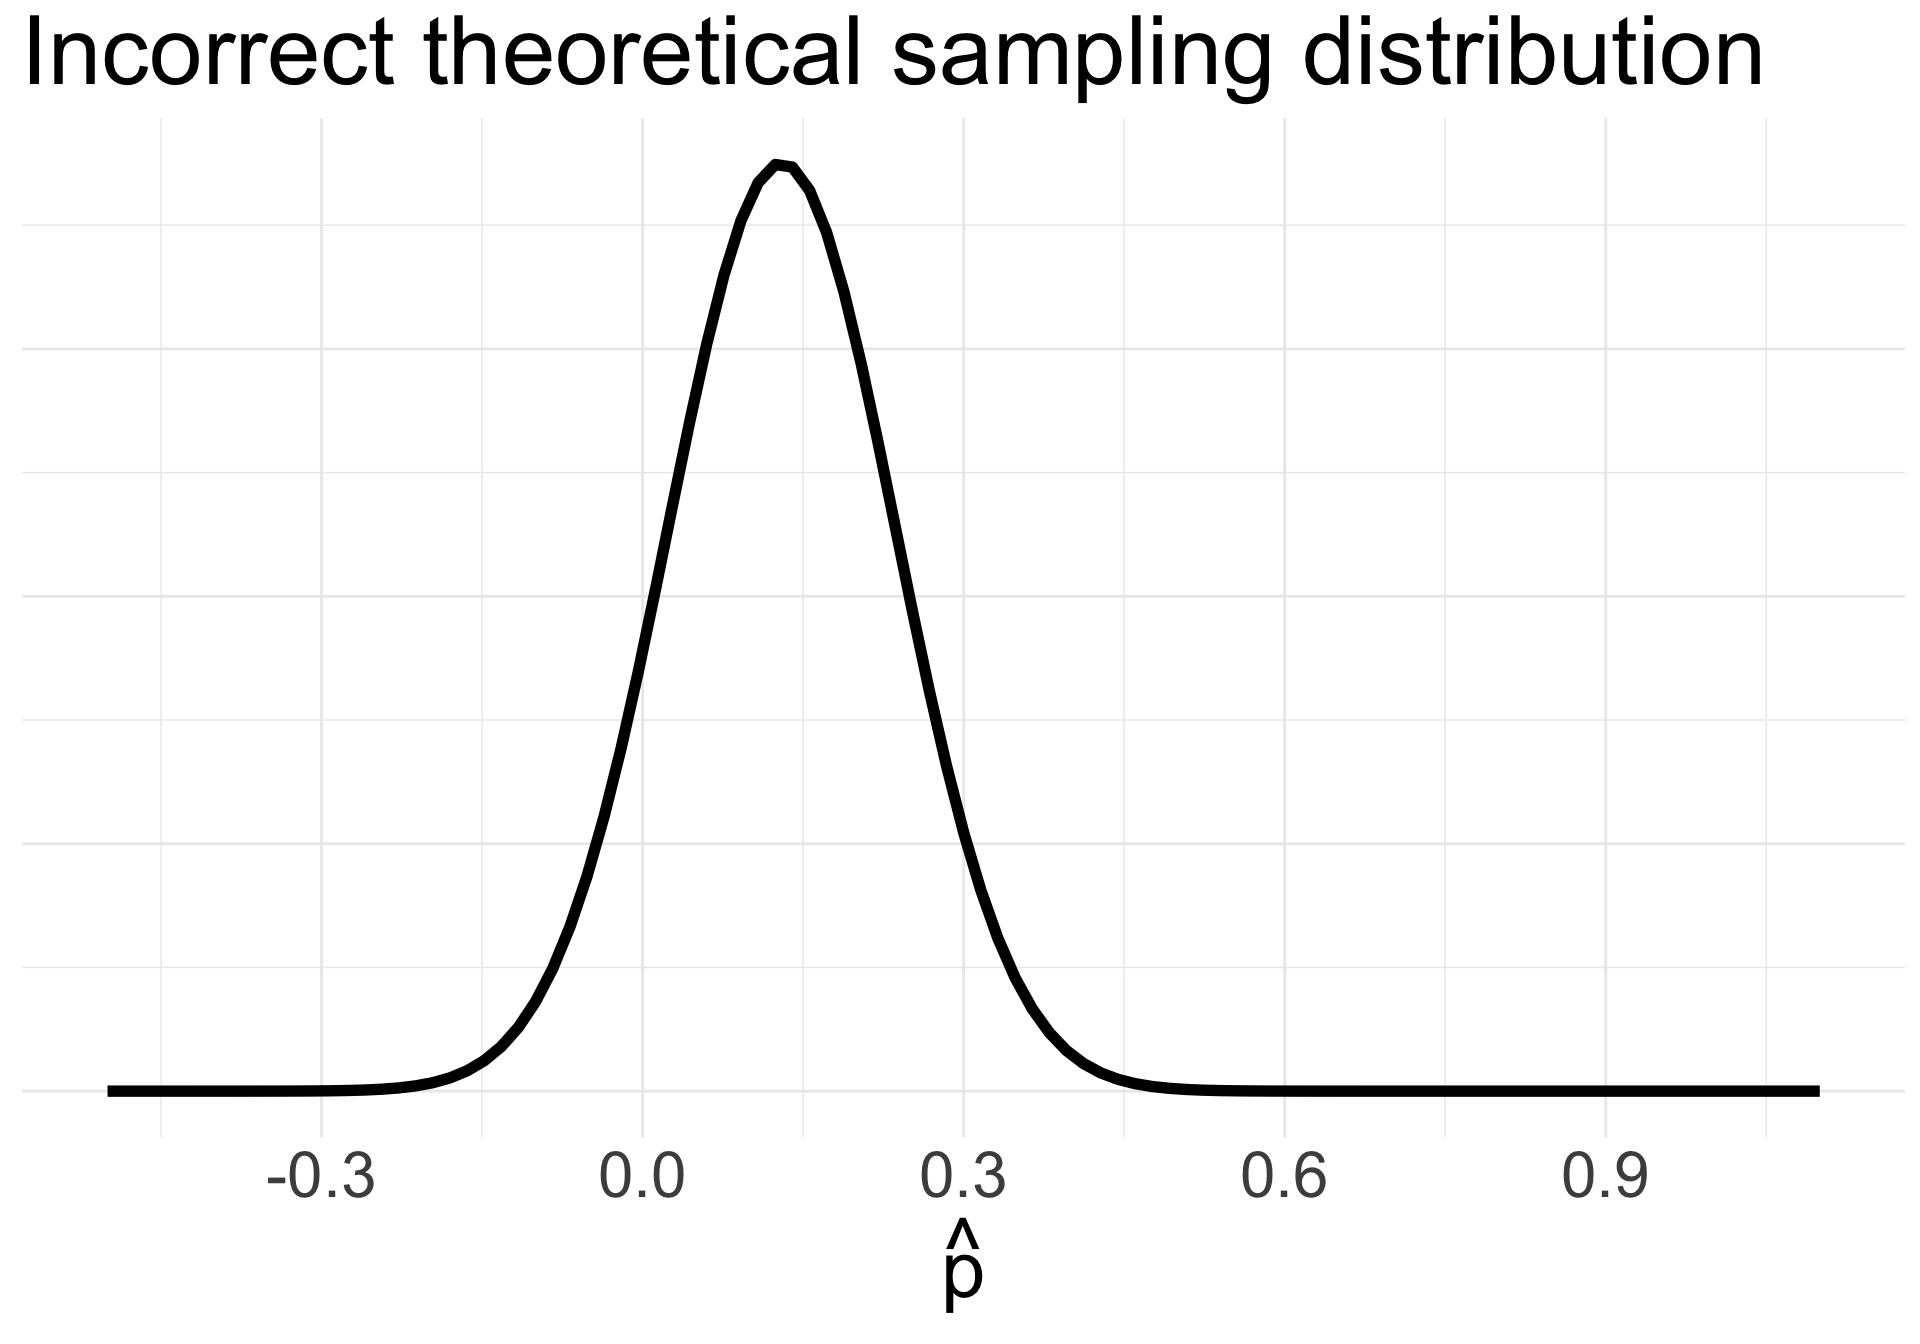 Incorrect theoretical sampling distribution
-0.3 0.0 0.3 0.6 0.9
p̂